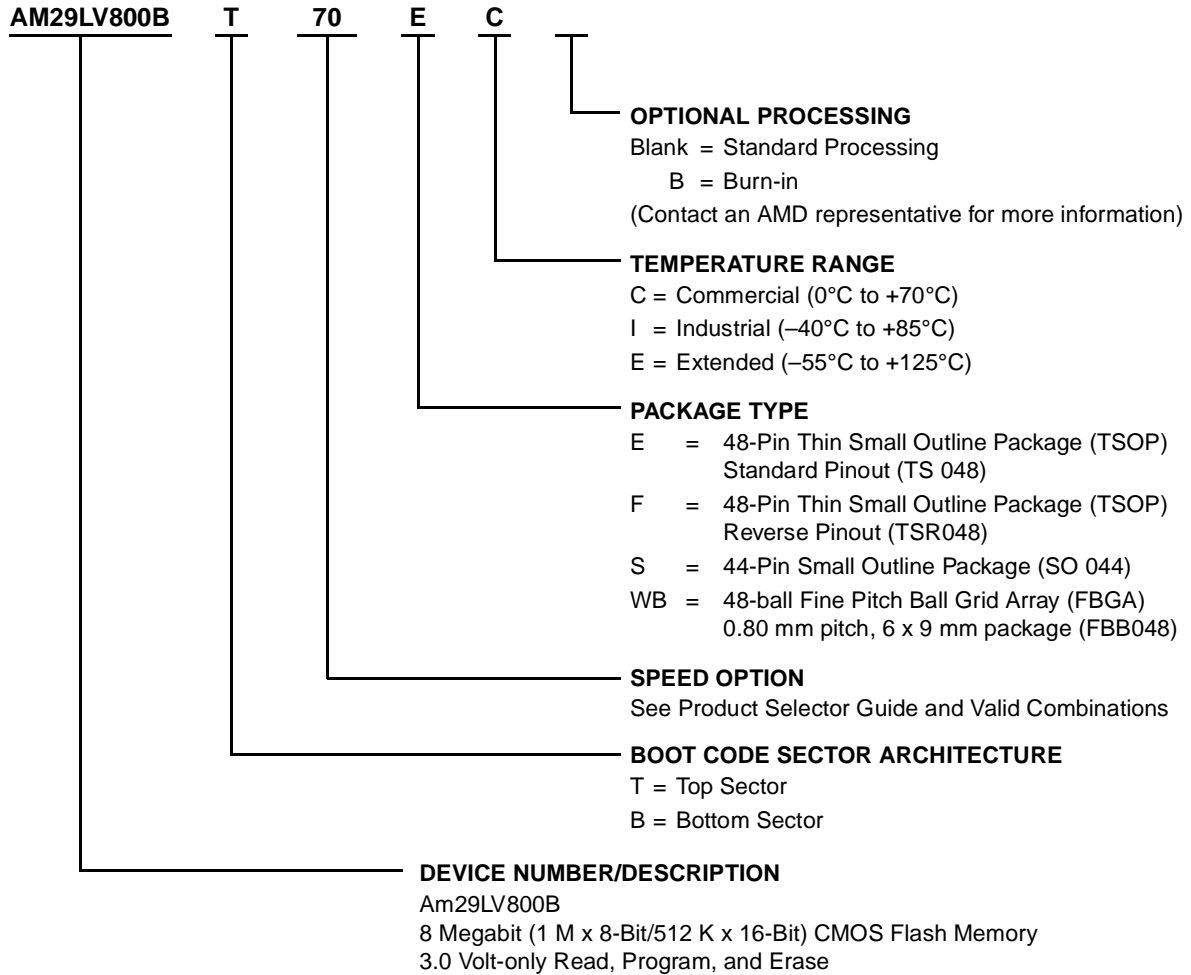 AM29LV800B T 70 E C
OPTIONAL PROCESSING
Blank = Standard Processing
B = Burn-in
(Contact an AMD representative for more information)
TEMPERATURE RANGE
C = Commercial (0°C to +70°C)
I = Industrial (–40°C to +85°C)
E = Extended (–55°C to +125°C)
PACKAGE TYPE
E = 48-Pin Thin Small Outline Package (TSOP)
Standard Pinout (TS 048)
F = 48-Pin Thin Small Outline Package (TSOP)
Reverse Pinout (TSR048)
S = 44-Pin Small Outline Package (SO 044)
WB = 48-ball Fine Pitch Ball Grid Array (FBGA)
0.80 mm pitch, 6 x 9 mm package (FBB048)
SPEED OPTION
See Product Selector Guide and Valid Combinations
BOOT CODE SECTOR ARCHITECTURE
T = Top Sector
B = Bottom Sector
DEVICE NUMBER/DESCRIPTION
Am29LV800B
8 Megabit (1 M x 8-Bit/512 K x 16-Bit) CMOS Flash Memory
3.0 Volt-only Read, Program, and Erase